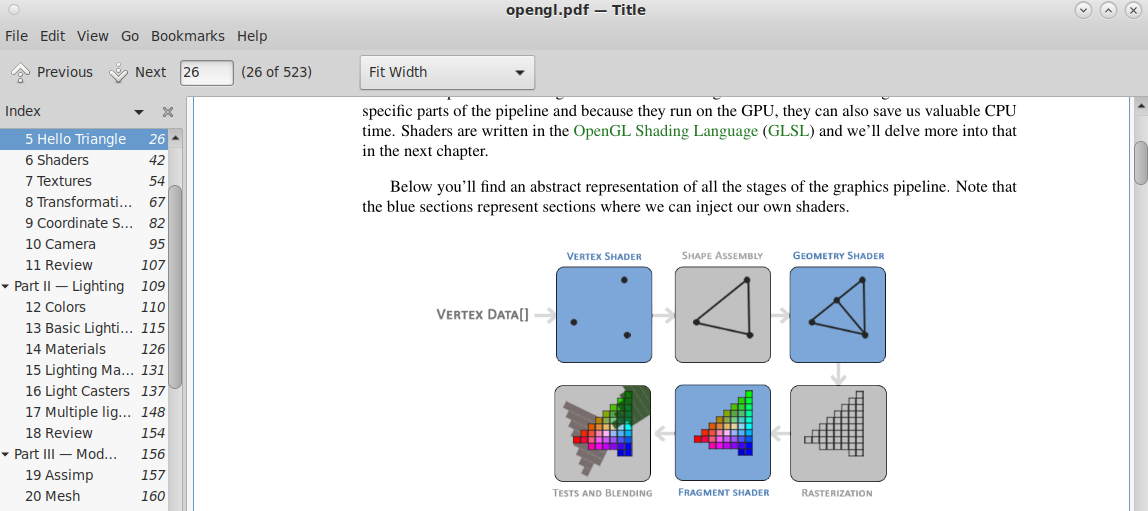 opengl.pdf — Title
File Edit View Go Bookmarks Help
Previous Next 26 (26 of 523) Fit Width
Index
5 Hello Triangle 26
6 Shaders 42
7 Textures 54
8 Transformati... 67
9 Coordinate S... 82
10 Camera 95
11 Review 107
Part II — Lighting 109
12 Colors 110
13 Basic Lighti... 115
14 Materials 126
15 Lighting Ma... 131
16 Light Casters 137
17 Multiple lig... 148
18 Review 154
Part III — Mod... 156
19 Assimp 157
20 Mesh 160
specific parts of the pipeline and because they run on the GPU, they can also save us valuable CPU
time. Shaders are written in the OpenGL Shading Language (GLSL) and we'll delve more into that
in the next chapter.
Below you'll find an abstract representation of all the stages of the graphics pipeline. Note that
the blue sections represent sections where we can inject our own shaders.
VERTEX SHADER SHAPE ASSEMBLY GEOMETRY SHADER
VERTEX DATA[]
TESTS AND BLENDING FRAGMENT SHADER RASTERIZATION